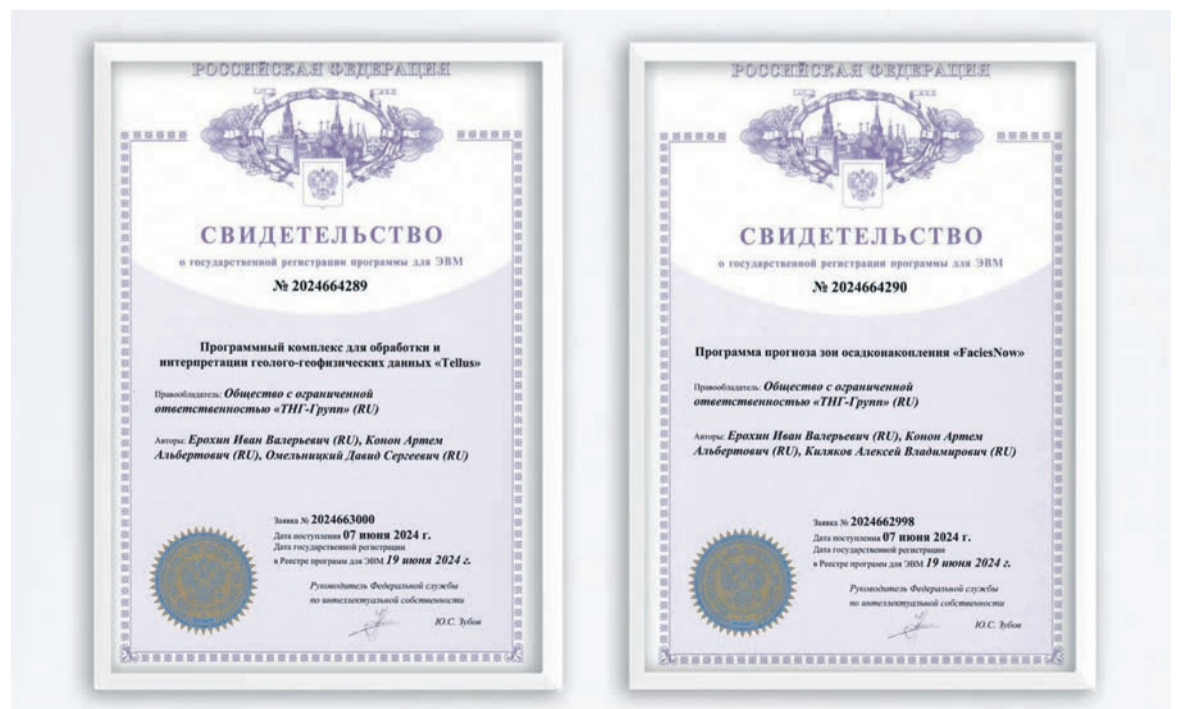 РОССИЙСКАЯ ФЕДЕРАЦИЯ
СВИДЕТЕЛЬСТВО
о государственной регистрации программы для ЭВМ
№ 2024664289
Программный комплекс для обработки и
интерпретации геолого-геофизических данных «Tellus»
Правообладатель: Общество с ограниченной
ответственностью «ТНГ-Групп» (RU)
Авторы: Ерохин Иван Валерьевич (RU), Конон Артем
Альбертович (RU), Омельницкий Давид Сергеевич (RU)
Заявка № 2024663000
Дата поступления 07 июня 2024 г.
Дата государственной регистрации
в Реестре программ для ЭВМ 19 июня 2024 г.
Руководитель Федеральной службы
по интеллектуальной собственности
Ю.С. Зубов
РОССИЙСКАЯ ФЕДЕРАЦИЯ
СВИДЕТЕЛЬСТВО
о государственной регистрации программы для ЭВМ
№ 2024664290
Программа прогноза зон осадконакопления «FaciesNow»
Правообладатель: Общество с ограниченной
ответственностью «ТНГ-Групп» (RU)
Авторы: Ерохин Иван Валерьевич (RU), Конон Артем
Альбертович (RU), Киляков Алексей Владимирович (RU)
Заявка № 2024662998
Дата поступления 07 июня 2024 г.
Дата государственной регистрации
в Реестре программ для ЭВМ 19 июня 2024 г.
Руководитель Федеральной службы
по интеллектуальной собственности
Ю.С. Зубов